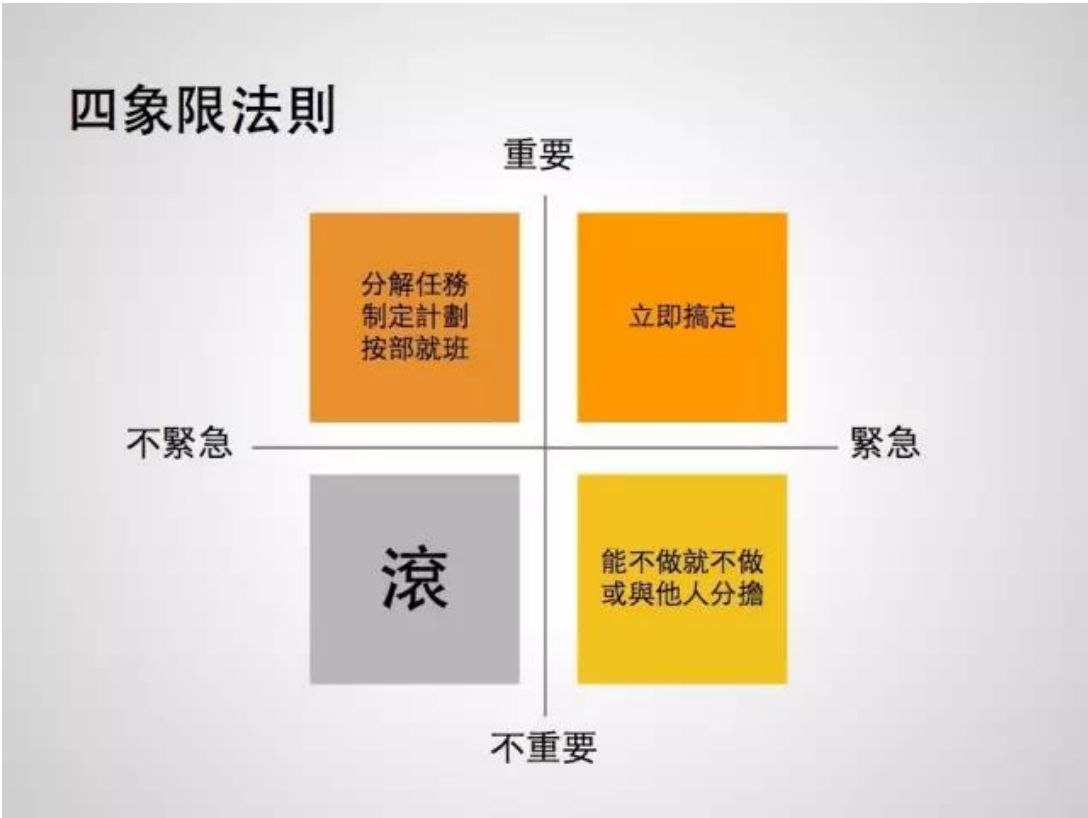 四象限法則
重要
分解任務
制定計劃
按部就班
立即搞定
不緊急
緊急
滾
能不做就不做
或與他人分擔
不重要